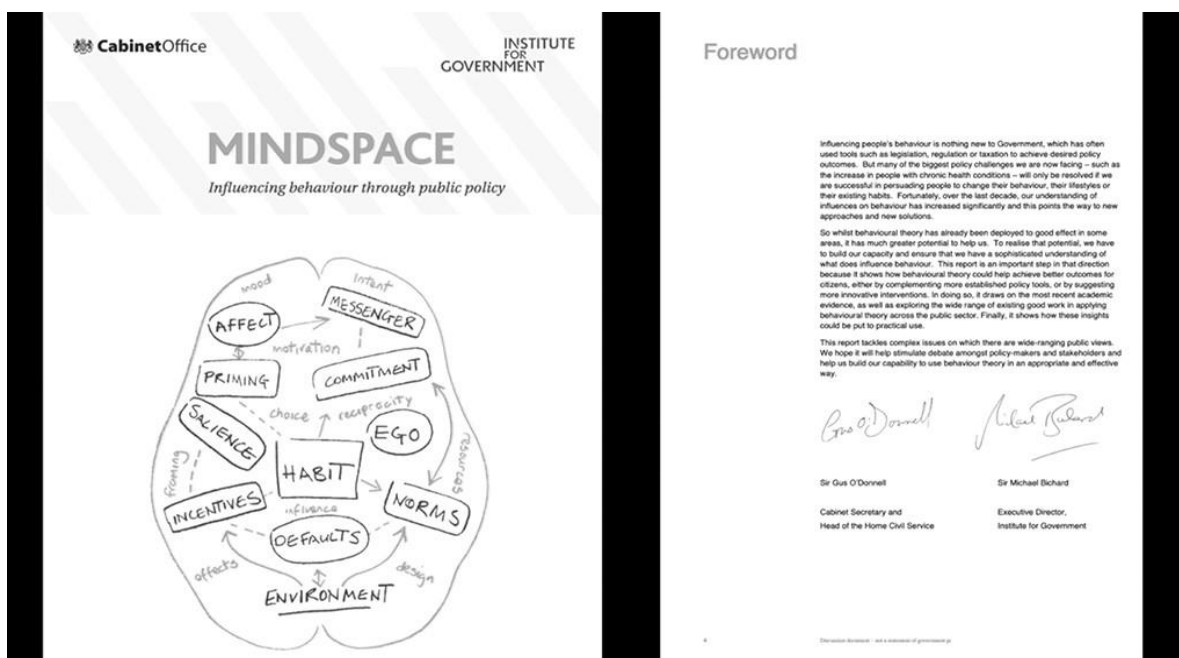 CabinetOffice
INSTITUTE
FOR
GOVERNMENT
MINDSPACE
Influencing behaviour through public policy
mood
intent
AFFECT
MESSENGER
motivation
PRIMING
COMMITMENT
choice
reciprocity
SALIENCE
EGO
HABIT
resources
framing
INCENTIVES
NORMS
influence
DEFAULTS
effects
design
ENVIRONMENT
Foreword
Influencing people's behaviour is nothing new to Government, which has often
used tools such as legislation, regulation or taxation to achieve desired policy
outcomes. But many of the biggest policy challenges we are now facing – such as
the increase in people with chronic health conditions – will only be resolved if we
are successful in persuading people to change their behaviour, their lifestyles or
their existing habits. Fortunately, over the last decade, our understanding of
influences on behaviour has increased significantly and this points the way to new
approaches and new solutions.
So whilst behavioural theory has already been deployed to good effect in some
areas, it has much greater potential to help us. To realise that potential, we have
to build our capacity and ensure that we have a sophisticated understanding of
what does influence behaviour. This report is an important step in that direction
because it shows how behavioural theory could help achieve better outcomes for
citizens, either by complementing more established policy tools, or by suggesting
more innovative interventions. In doing so, it draws on the most recent academic
evidence, as well as exploring the wide range of existing good work in applying
behavioural theory across the public sector. Finally, it shows how these insights
could be put to practical use.
This report tackles complex issues on which there are wide-ranging public views.
We hope it will help stimulate debate amongst policy-makers and stakeholders and
help us build our capability to use behaviour theory in an appropriate and effective
way.
Gus O'Donnell
Michael Bichard
Sir Gus O'Donnell
Sir Michael Bichard
Cabinet Secretary and
Head of the Home Civil Service
Executive Director,
Institute for Government
Discussion document – not a statement of government